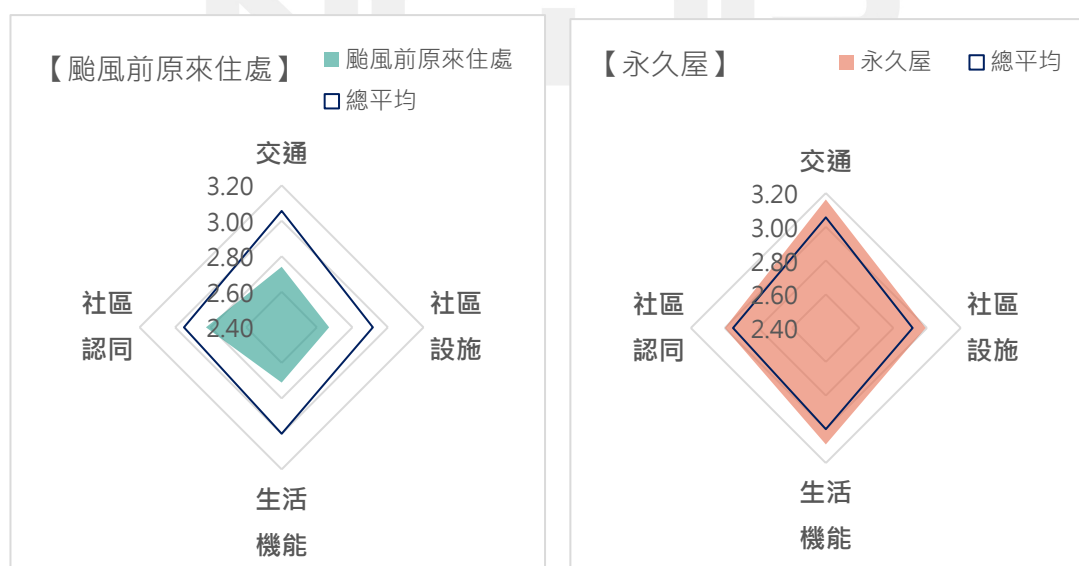 【颱風前原來住處】
颱風前原來住處
總平均
交通
3.20
3.00
2.80
2.60
2.40
社區
認同
社區
設施
生活
機能
【永久屋】
永久屋
總平均
交通
3.20
3.00
2.80
2.60
2.40
社區
認同
社區
設施
生活
機能